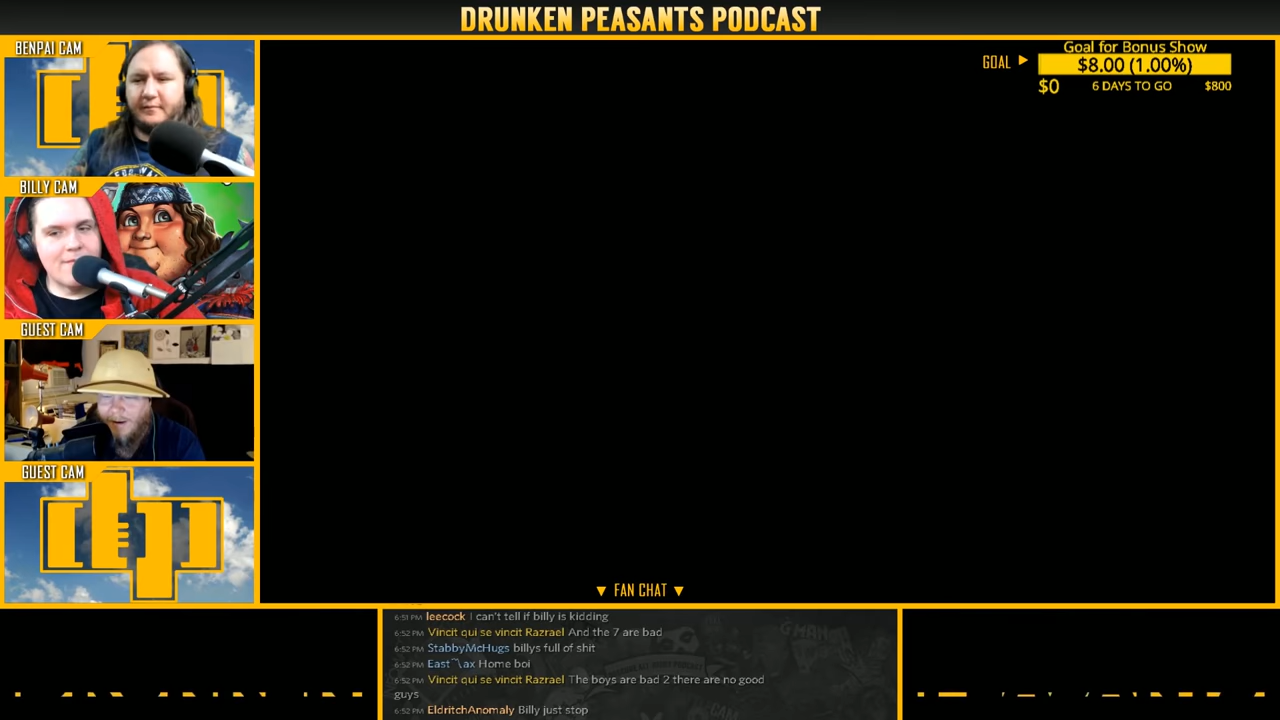 DRUNKEN PEASANTS PODCAST
BENPAI CAM
BILLY CAM
GUEST CAM
GUEST CAM
GOAL ▶
Goal for Bonus Show
$8.00 (1.00%)
$0 6 DAYS TO GO $800
▼ FAN CHAT ▼
6:51 PM leecock I can't tell if billy is kidding
6:52 PM Vincit qui se vincit Razrael And the 7 are bad
6:52 PM StabbyMcHugs billys full of shit
6:52 PM Home boi
6:52 PM Vincit qui se vincit Razrael The boys are bad 2 there are no good
guys
6:52 PM EldritchAnomaly Billy just stop